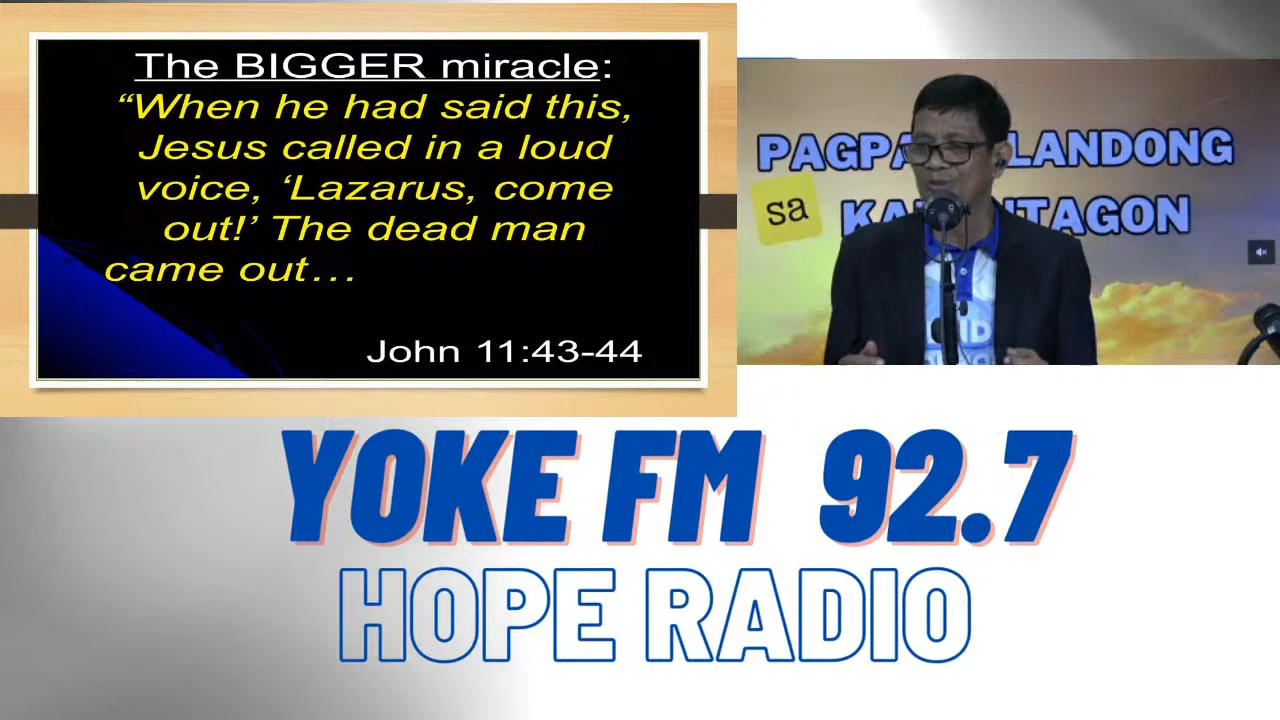 The BIGGER miracle:
“When he had said this,
Jesus called in a loud
voice, ‘Lazarus, come
out!’ The dead man
came out…
John 11:43-44
sa
YOKE FM 92.7
HOPE RADIO